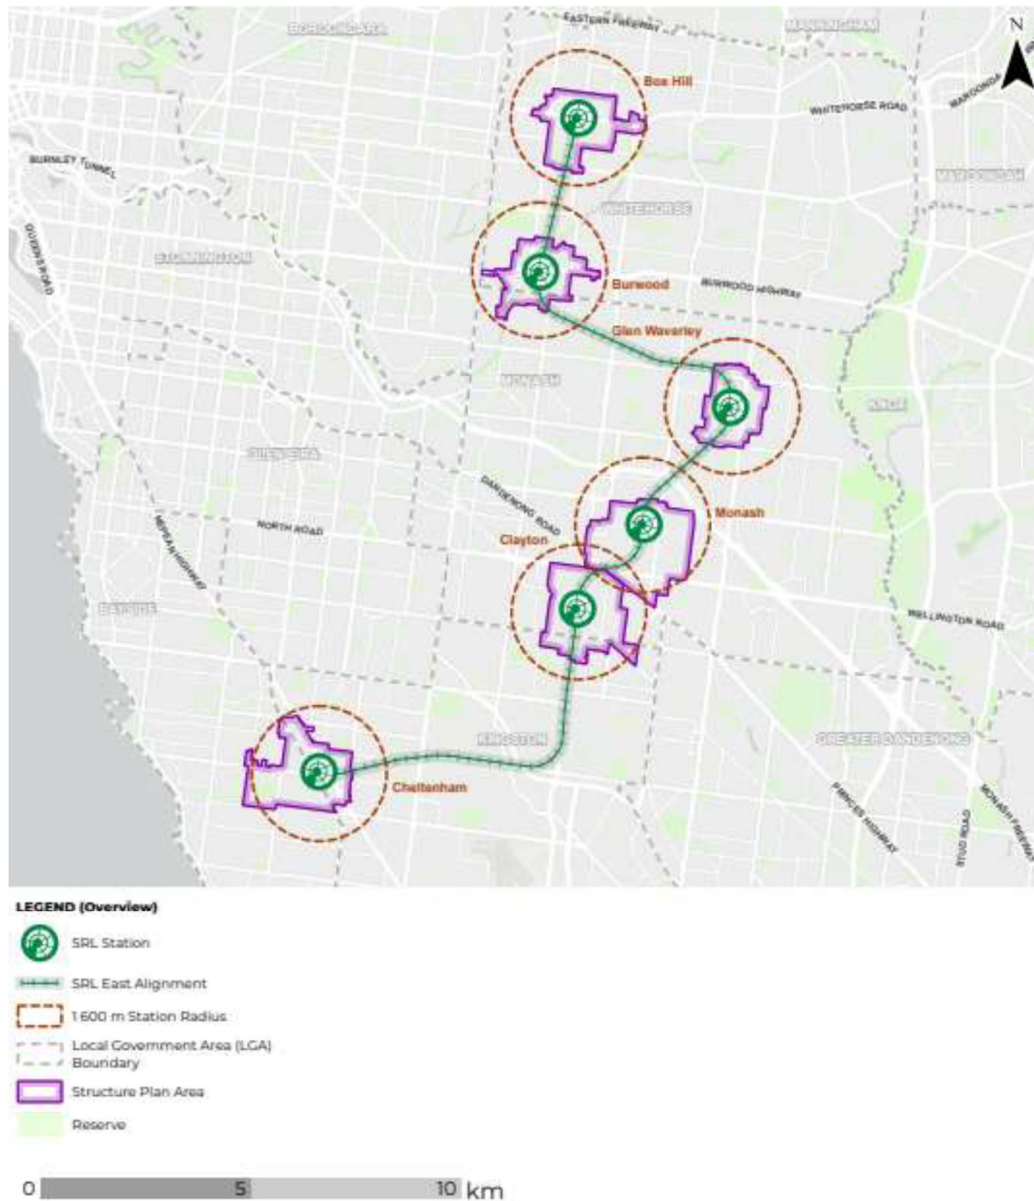 BOROONDARA
EASTERN FREEWAY
MANNINGHAM
N
Box Hill
WHITEHORSE ROAD
BURNLEY TUNNEL
MAROONDAH
WHITEHORSE
QUEENS ROAD
STONNINGTON
Burwood
BURWOOD HIGHWAY
Glen Waverley
MONASH
KNOX
GLEN EIRA
DANDENONG ROAD
Monash
NORTH ROAD
Clayton
NEPEAN HIGHWAY
BAYSIDE
WELLINGTON ROAD
KINGSTON
GREATER DANDENONG
Cheltenham
PRINCES HIGHWAY
STUD ROAD
MONASH FREEWAY
LEGEND (Overview)
SRL Station
SRL East Alignment
1 600 m Station Radius
Local Government Area (LGA)
Boundary
Structure Plan Area
Reserve
0 5 10 km